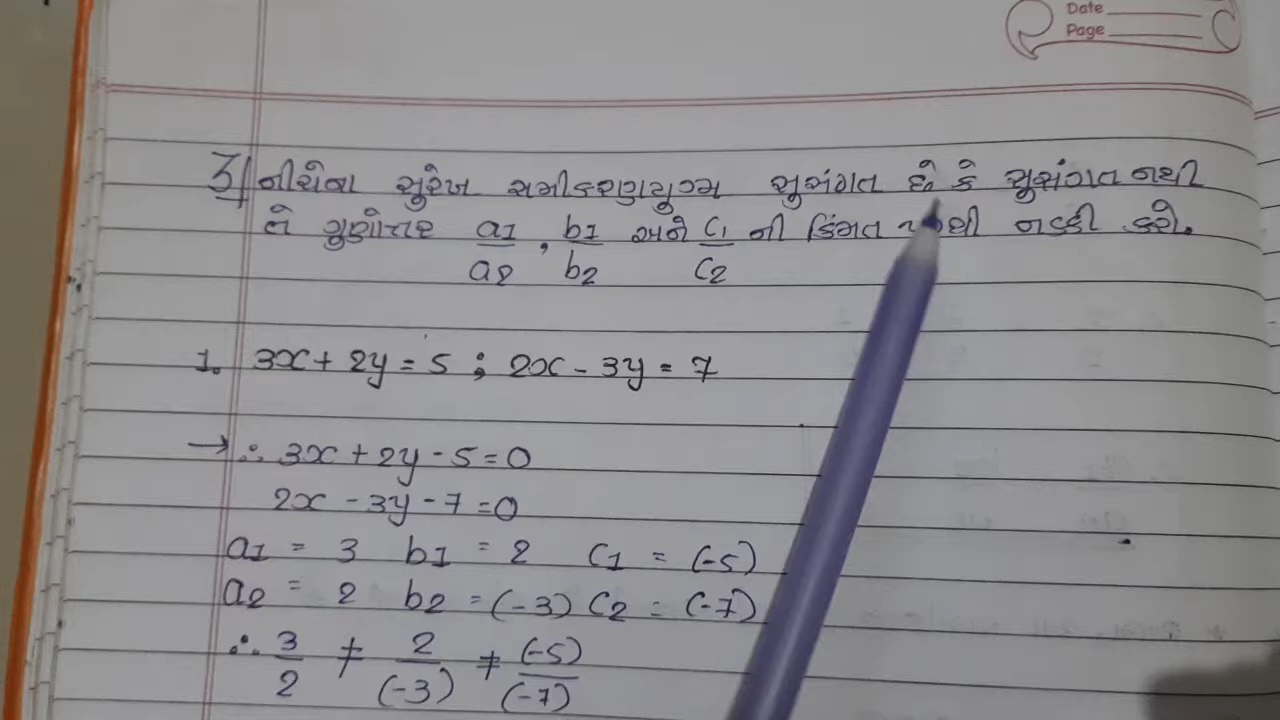 Date
Page
3 નીચેના સુરેખ સમીકરણયુગ્મ સુસંગત છે કે સુસંગત નથી
તે ગુણોત્તર a1/a2 , b1/b2 અને c1/c2 ની કિંમત પરથી નક્કી કરો.
1. 3x + 2y = 5 ; 2x - 3y = 7
→ ∴ 3x + 2y - 5 = 0
2x - 3y - 7 = 0
a1 = 3 b1 = 2 c1 = (-5)
a2 = 2 b2 = (-3) c2 = (-7)
∴ 3/2 ≠ 2/(-3) ≠ (-5)/(-7)